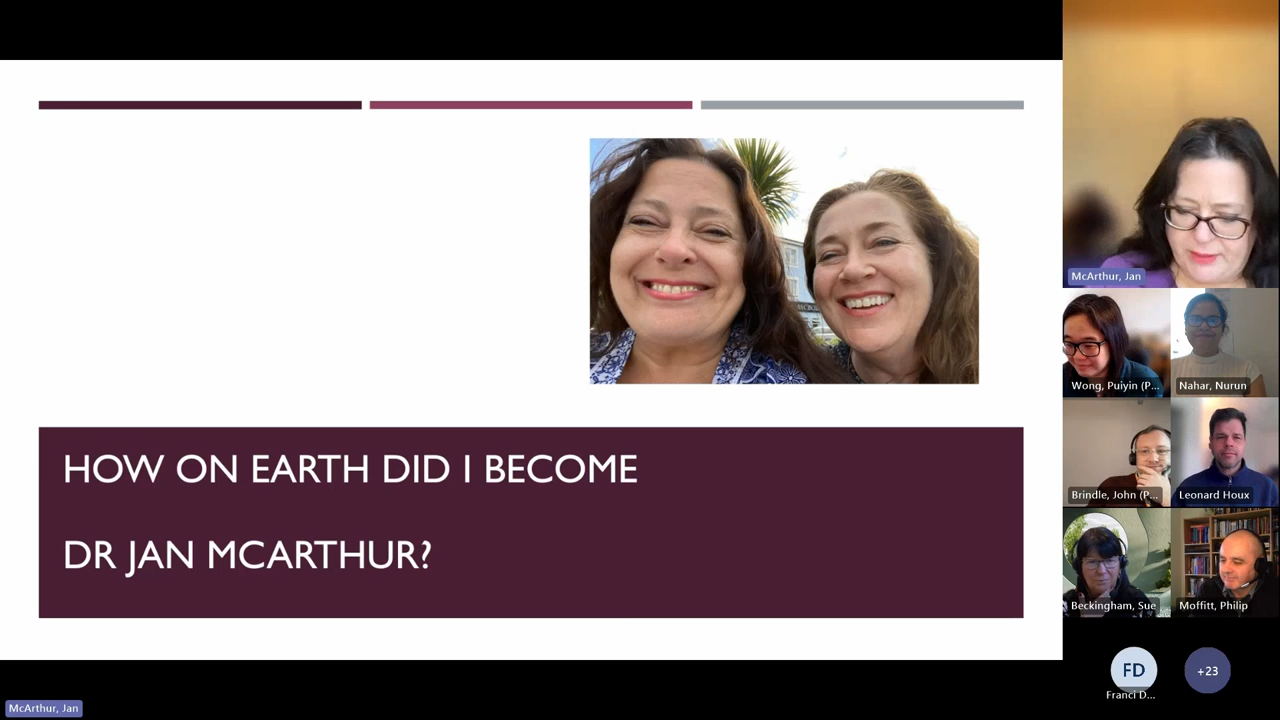 HOW ON EARTH DID I BECOME
DR JAN MCARTHUR?
McArthur, Jan
Wong, Puiyin (P...
Nahar, Nurun
Brindle, John (P...
Leonard Houx
Beckingham, Sue
Moffitt, Philip
FD
+23
Franci D...
McArthur, Jan